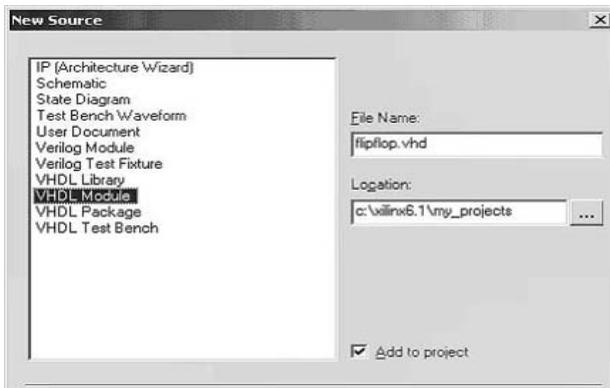 New Source
IP (Architecture Wizard)
Schematic
State Diagram
Test Bench Waveform
User Document
Verilog Module
Verilog Test Fixture
VHDL Library
VHDL Module
VHDL Package
VHDL Test Bench
File Name:
flipflop.vhd
Location:
c:\xilinx6.1\my_projects
...
Add to project